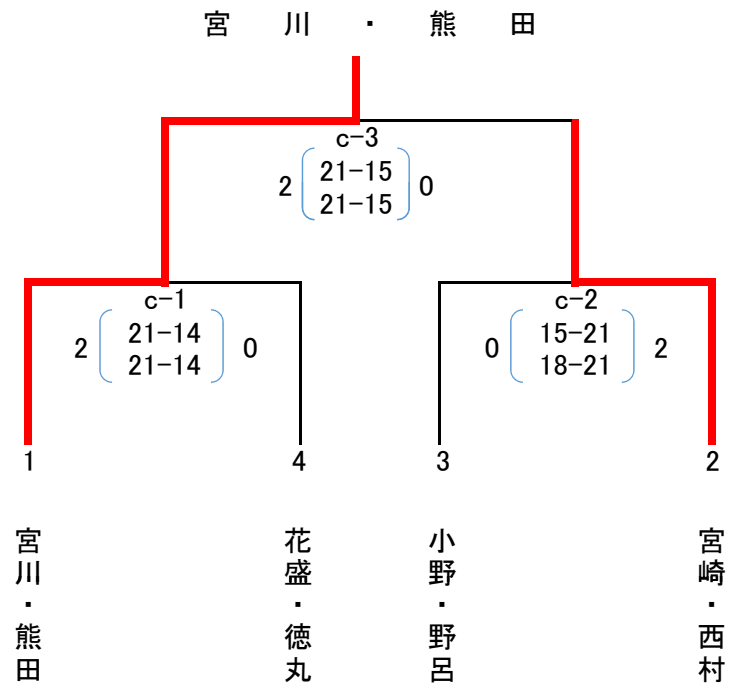 宮川・熊田
c-3
2 21-15 0
21-15
c-1
2 21-14 0
21-14
c-2
0 15-21 2
18-21
1 4 3 2
宮川・熊田
花盛・徳丸
小野・野呂
宮崎・西村